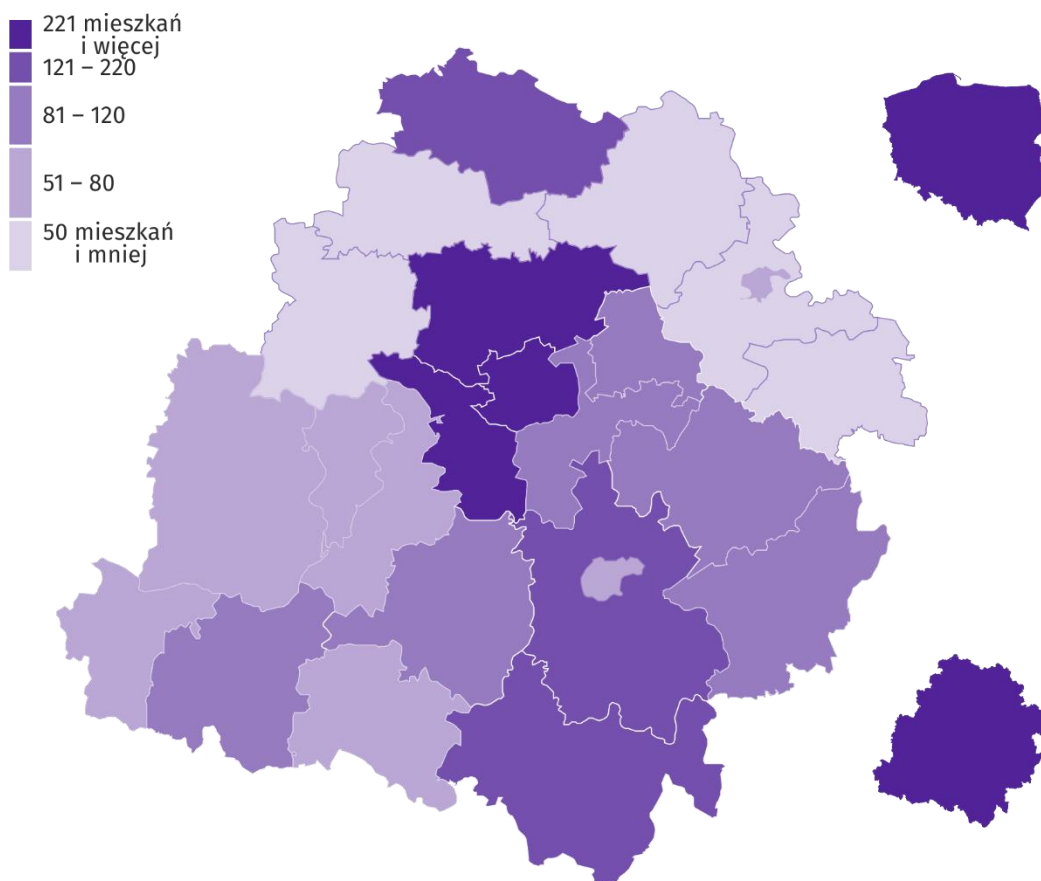 221 mieszkań
i więcej
121 – 220
81 – 120
51 – 80
50 mieszkań
i mniej